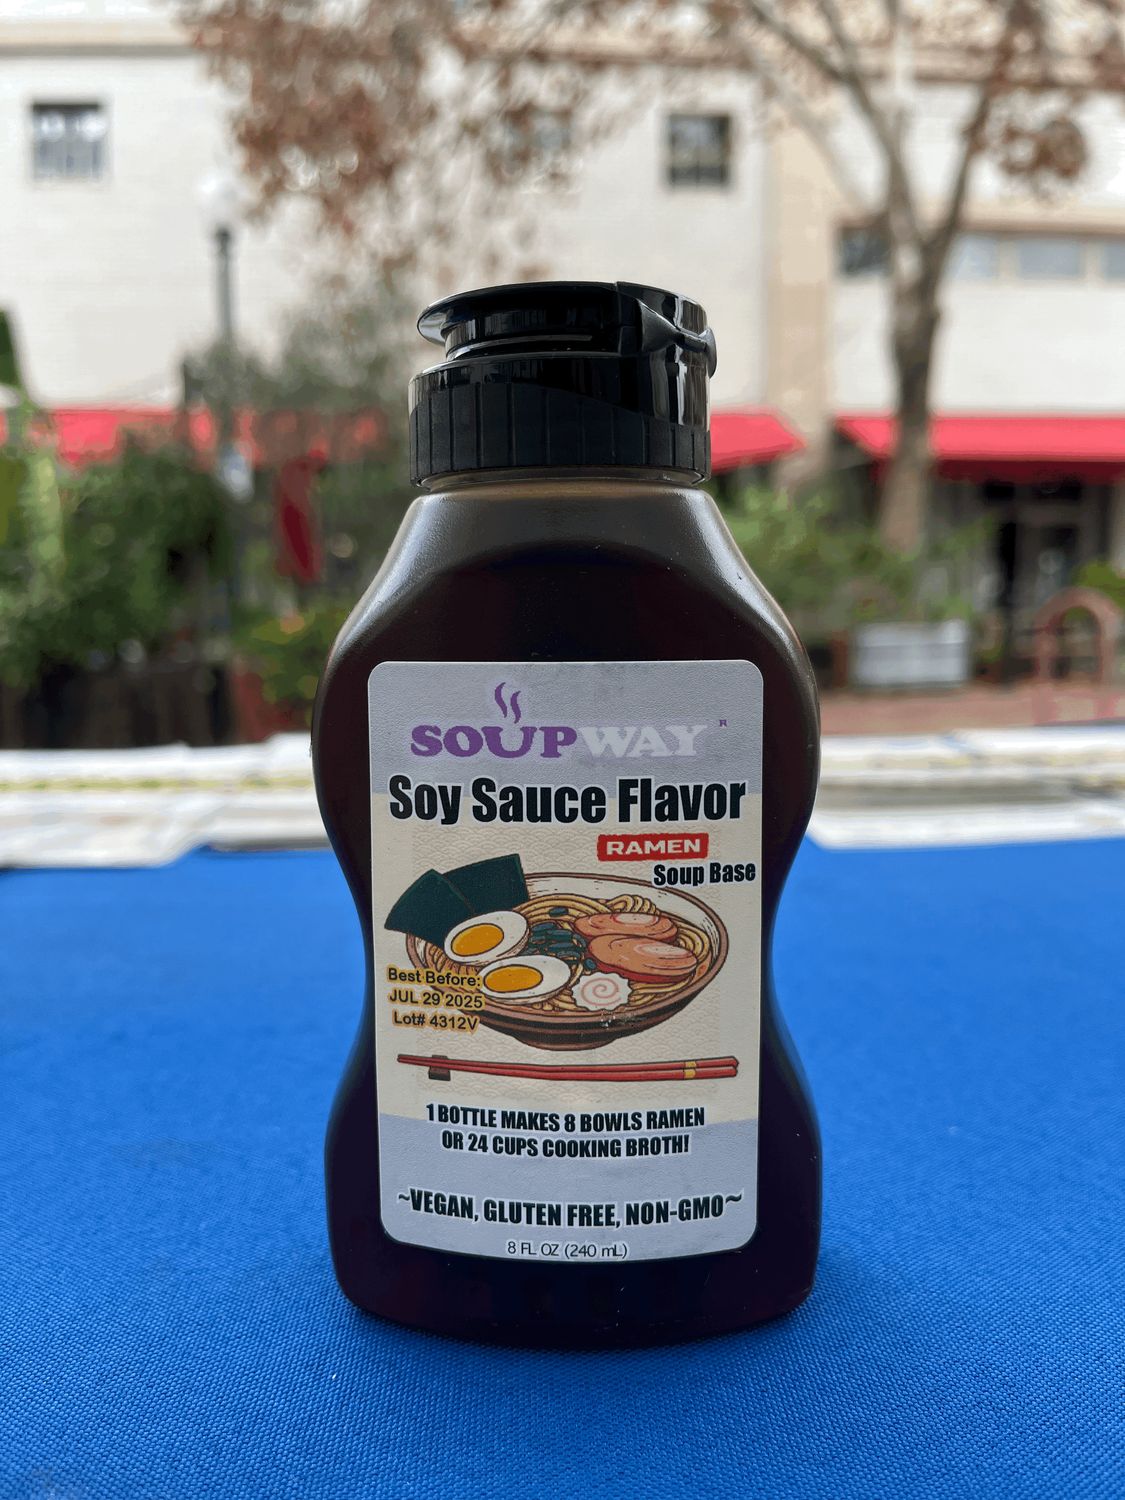 SOUPWAY R
Soy Sauce Flavor
RAMEN
Soup Base
Best Before:
JUL 29 2025
Lot# 4312V
1 BOTTLE MAKES 8 BOWLS RAMEN
OR 24 CUPS COOKING BROTH!
~VEGAN, GLUTEN FREE, NON-GMO~
8 FL OZ (240 mL)